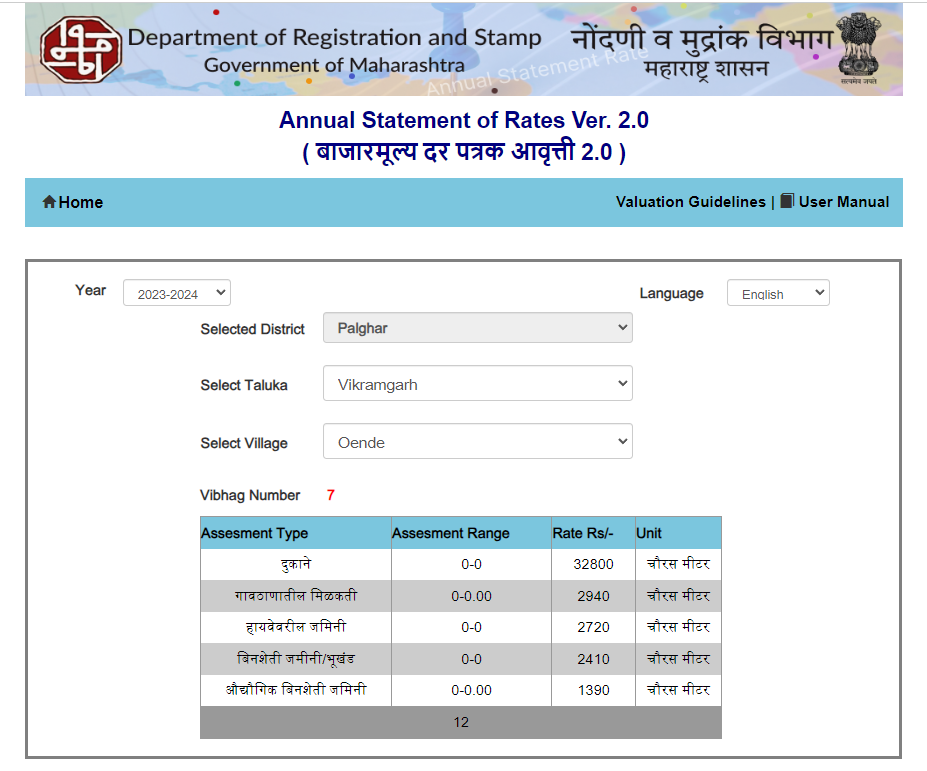 Department of Registration and Stamp
Government of Maharashtra
नोंदणी व मुद्रांक विभाग
महाराष्ट्र शासन
सत्यमेव जयते
Annual Statement Rate
Annual Statement of Rates Ver. 2.0
( बाजारमूल्य दर पत्रक आवृत्ती 2.0 )
Home Valuation Guidelines | User Manual
Year 2023-2024 Language English
Selected District Palghar
Select Taluka Vikramgarh
Select Village Oende
Vibhag Number 7
Assesment Type Assesment Range Rate Rs/- Unit
दुकाने 0-0 32800 चौरस मीटर
गावठाणातील मिळकती 0-0.00 2940 चौरस मीटर
हायवेवरील जमिनी 0-0 2720 चौरस मीटर
बिनशेती जमीनी/भूखंड 0-0 2410 चौरस मीटर
औद्योगिक बिनशेती जमिनी 0-0.00 1390 चौरस मीटर
12